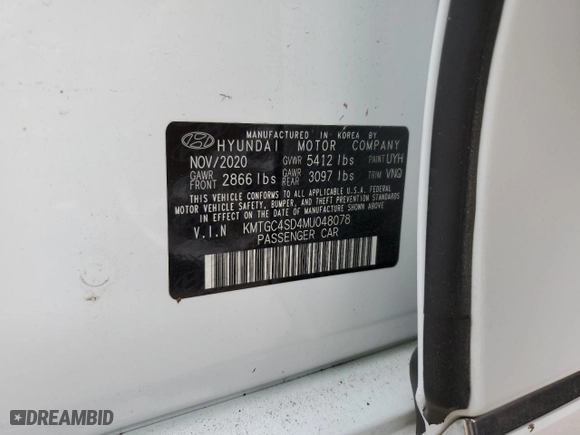 MANUFACTURED IN KOREA BY
HYUNDAI MOTOR COMPANY
NOV/2020 GVWR 5412 lbs PAINT UYH
GAWR FRONT 2866 lbs GAWR REAR 3097 lbs TRIM VNQ
THIS VEHICLE CONFORMS TO ALL APPLICABLE U.S.A. FEDERAL
MOTOR VEHICLE SAFETY, BUMPER, AND THEFT PREVENTION STANDARDS
IN EFFECT ON THE DATE OF MANUFACTURE SHOWN ABOVE.
V.I.N KMTGC4SD4MU048078
PASSENGER CAR
DREAMBID